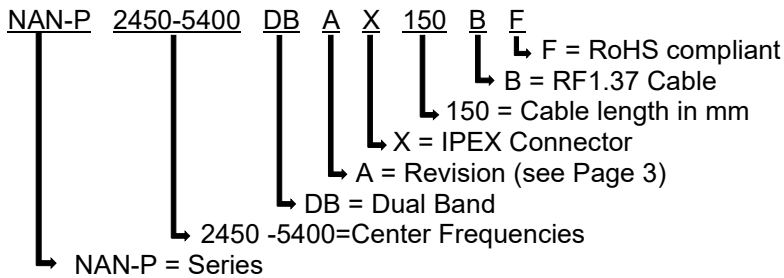 NAN-P 2450-5400 DB A X 150 B F
F = RoHS compliant
B = RF1.37 Cable
150 = Cable length in mm
X = IPEX Connector
A = Revision (see Page 3)
DB = Dual Band
2450 -5400=Center Frequencies
NAN-P = Series